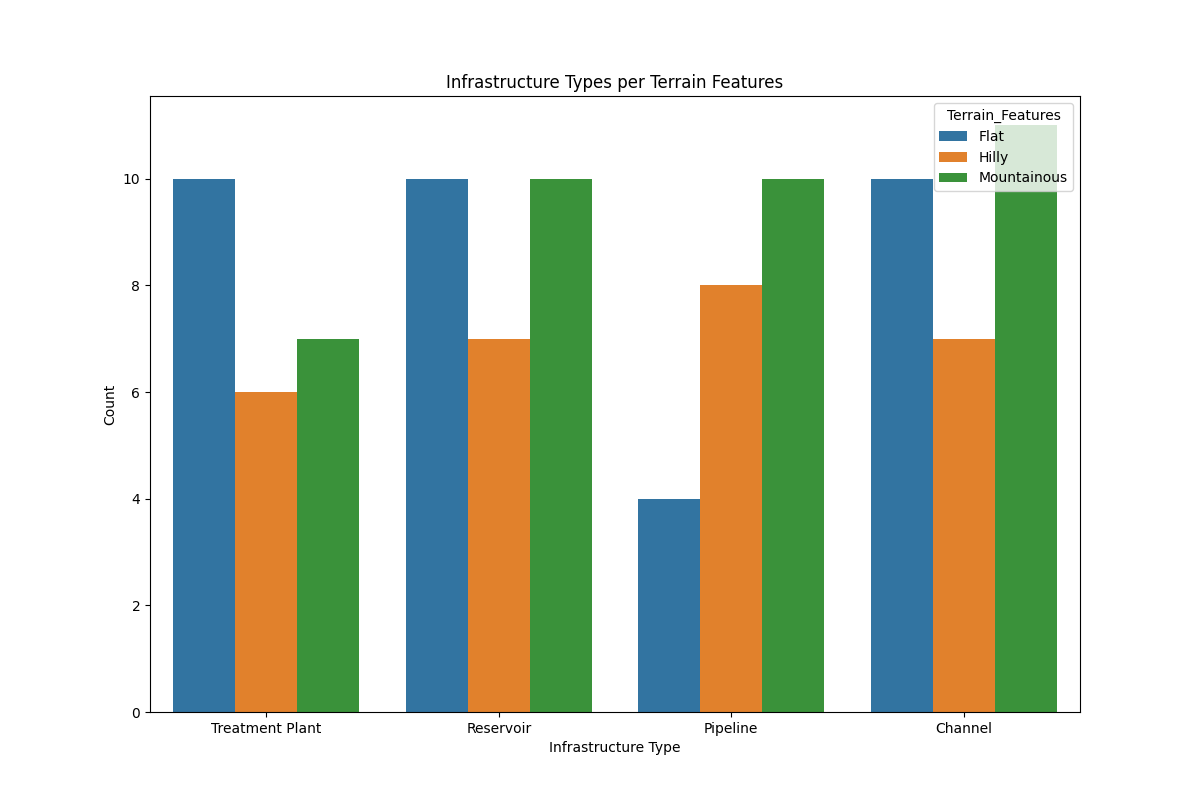 Infrastructure Types per Terrain Features
Terrain_Features
Flat
Hilly
Mountainous
10
8
6
4
2
0
Count
Treatment Plant
Reservoir
Pipeline
Channel
Infrastructure Type